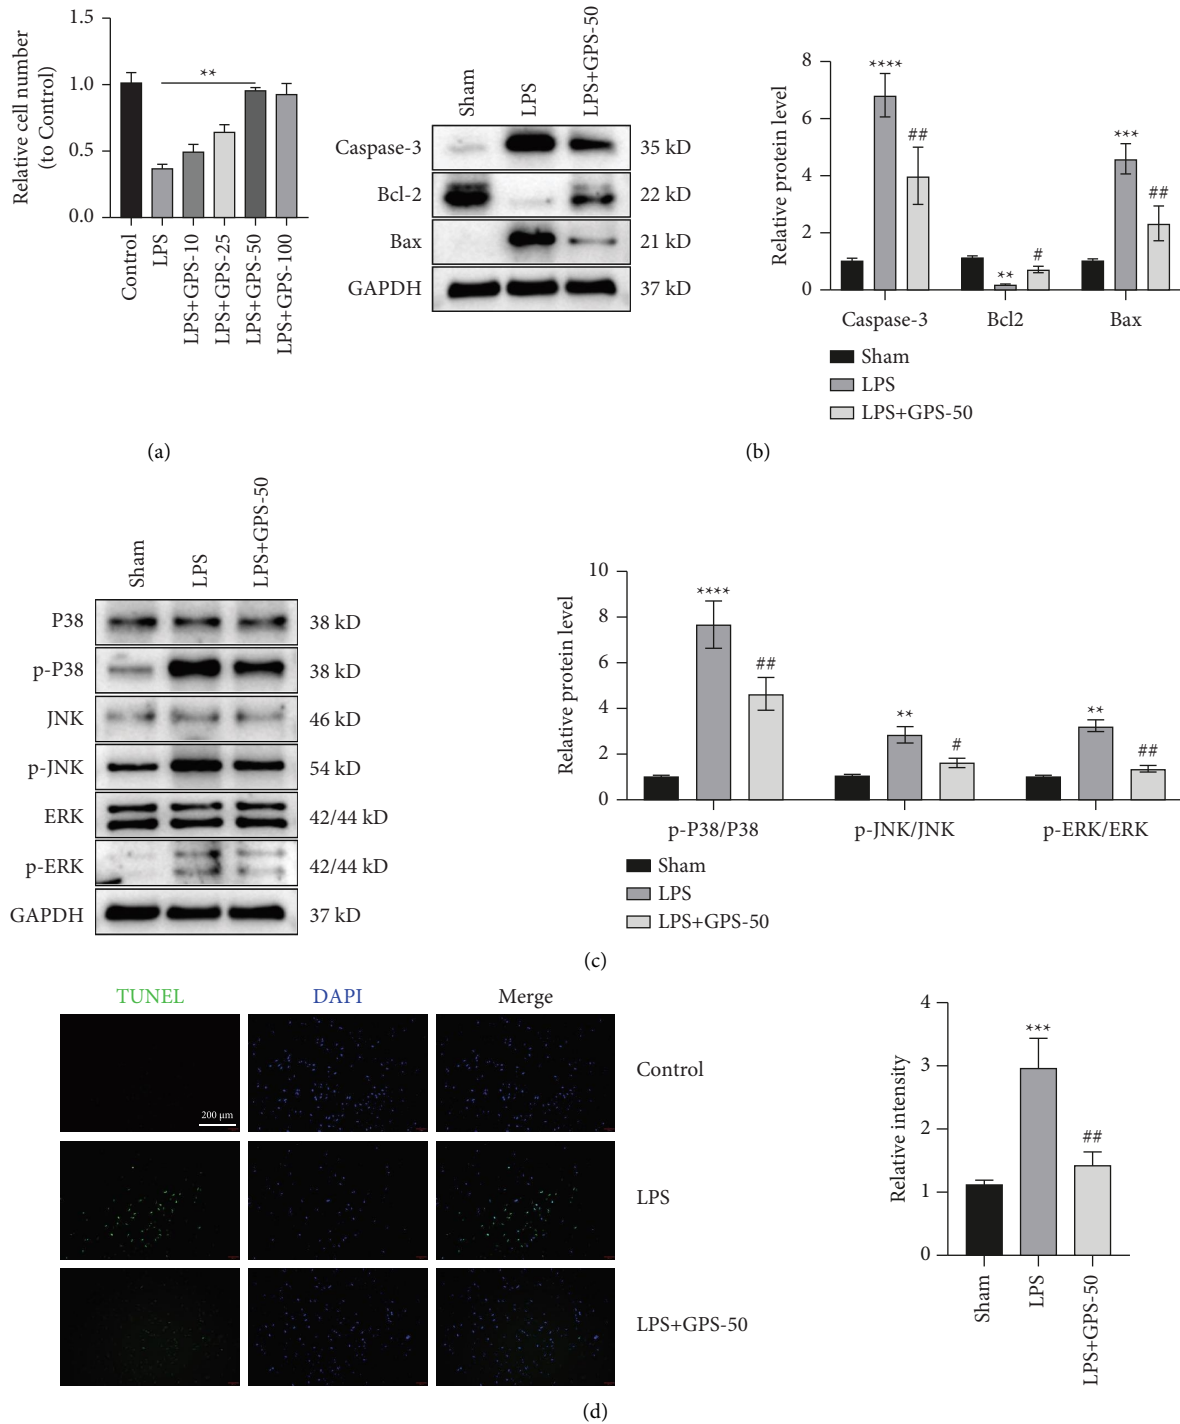 Relative cell number
(to Control)
1.5
1.0
0.5
0.0
**
Control
LPS
LPS+GPS-10
LPS+GPS-25
LPS+GPS-50
LPS+GPS-100
(a)
Sham
LPS
LPS+GPS-50
Caspase-3
35 kD
Bcl-2
22 kD
Bax
21 kD
GAPDH
37 kD
Relative protein level
8
6
4
2
0
****
##
**
#
***
##
Caspase-3
Bcl2
Bax
Sham
LPS
LPS+GPS-50
(b)
Sham
LPS
LPS+GPS-50
P38
38 kD
p-P38
38 kD
JNK
46 kD
p-JNK
54 kD
ERK
42/44 kD
p-ERK
42/44 kD
GAPDH
37 kD
Relative protein level
10
8
6
4
2
0
****
##
**
#
**
##
p-P38/P38
p-JNK/JNK
p-ERK/ERK
Sham
LPS
LPS+GPS-50
(c)
TUNEL
DAPI
Merge
200 μm
Control
LPS
LPS+GPS-50
Relative intensity
4
3
2
1
0
***
##
Sham
LPS
LPS+GPS-50
(d)